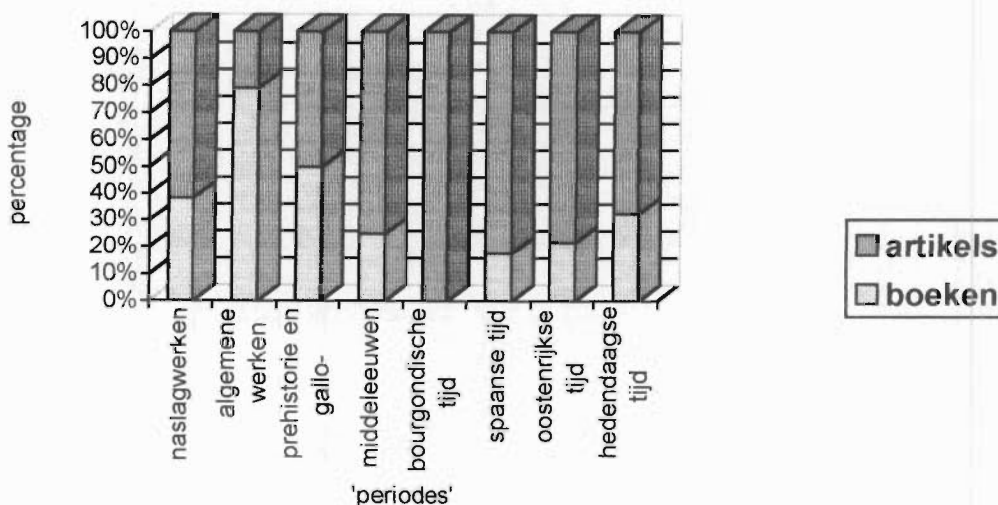 percentage
100%
90%
80%
70%
60%
50%
40%
30%
20%
10%
0%
naslagwerken
algemene
werken
prehistorie en
gallo-
middeleeuwen
bourgondische
tijd
spaanse tijd
oostenrijkse
tijd
hedendaagse
tijd
'periodes'
artikels
boeken